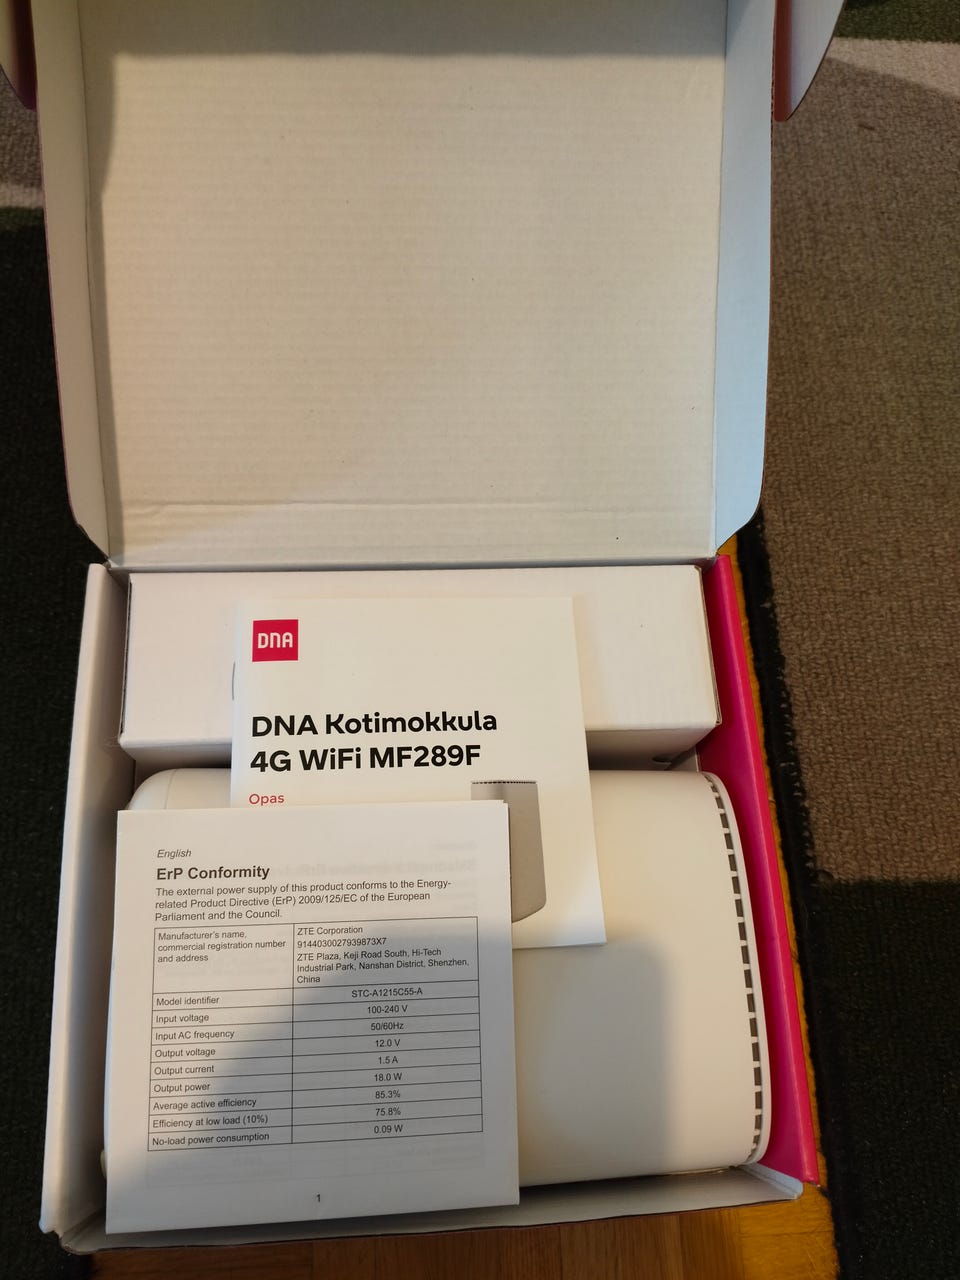 DNA
DNA Kotimokkula
4G WiFi MF289F
Opas
English
ErP Conformity
The external power supply of this product conforms to the Energy-
related Product Directive (ErP) 2009/125/EC of the European
Parliament and the Council.
Manufacturer's name,
commercial registration number
and address
ZTE Corporation
9144030027939873X7
ZTE Plaza, Keji Road South, Hi-Tech
Industrial Park, Nanshan District, Shenzhen,
China
Model identifier STC-A1215C55-A
Input voltage 100-240 V
Input AC frequency 50/60Hz
Output voltage 12.0 V
Output current 1.5 A
Output power 18.0 W
Average active efficiency 85.3%
Efficiency at low load (10%) 75.8%
No-load power consumption 0.09 W
1